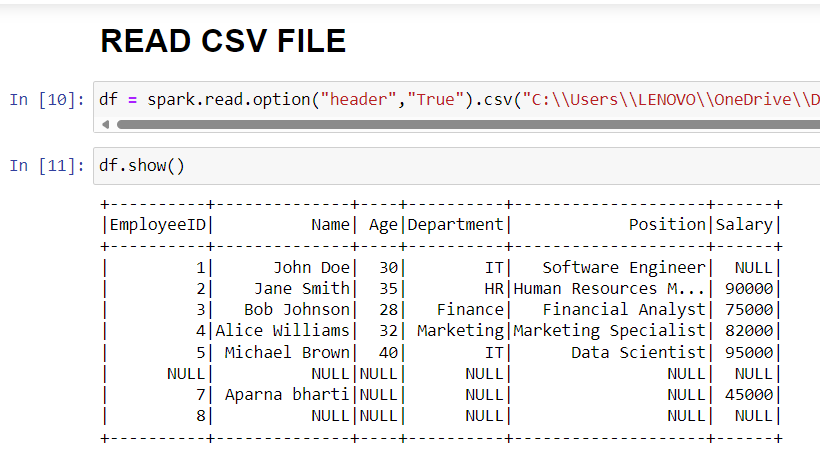 READ CSV FILE
In [10]: df = spark.read.option("header","True").csv("C:\\Users\\LENOVO\\OneDrive\\D
In [11]: df.show()
+----------+--------------+----+----------+--------------------+------+
|EmployeeID|          Name| Age|Department|            Position|Salary|
+----------+--------------+----+----------+--------------------+------+
|         1|      John Doe|  30|        IT|   Software Engineer|  NULL|
|         2|    Jane Smith|  35|        HR|Human Resources M...| 90000|
|         3|   Bob Johnson|  28|   Finance|   Financial Analyst| 75000|
|         4|Alice Williams|  32| Marketing|Marketing Specialist| 82000|
|         5| Michael Brown|  40|        IT|      Data Scientist| 95000|
|      NULL|          NULL|NULL|      NULL|                NULL|  NULL|
|         7| Aparna bharti|NULL|      NULL|                NULL| 45000|
|         8|          NULL|NULL|      NULL|                NULL|  NULL|
+----------+--------------+----+----------+--------------------+------+